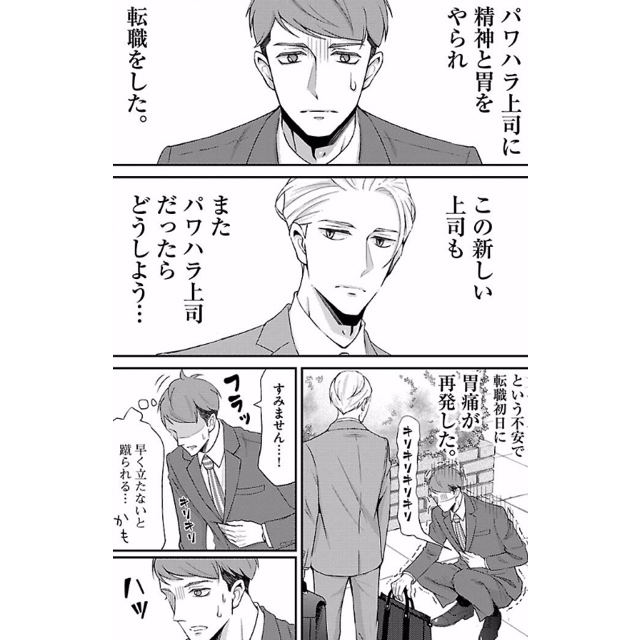 パワハラ上司に
精神と胃を
やられ
転職をした。
この新しい
上司も
また
パワハラ上司
だったら
どうしよう…
という不安で
転職初日に
胃痛が
再発した。
キリキリキリキリ
すみません…!
フラッ
キリキリ
早く立たないと
蹴られる…
かも
ハッ